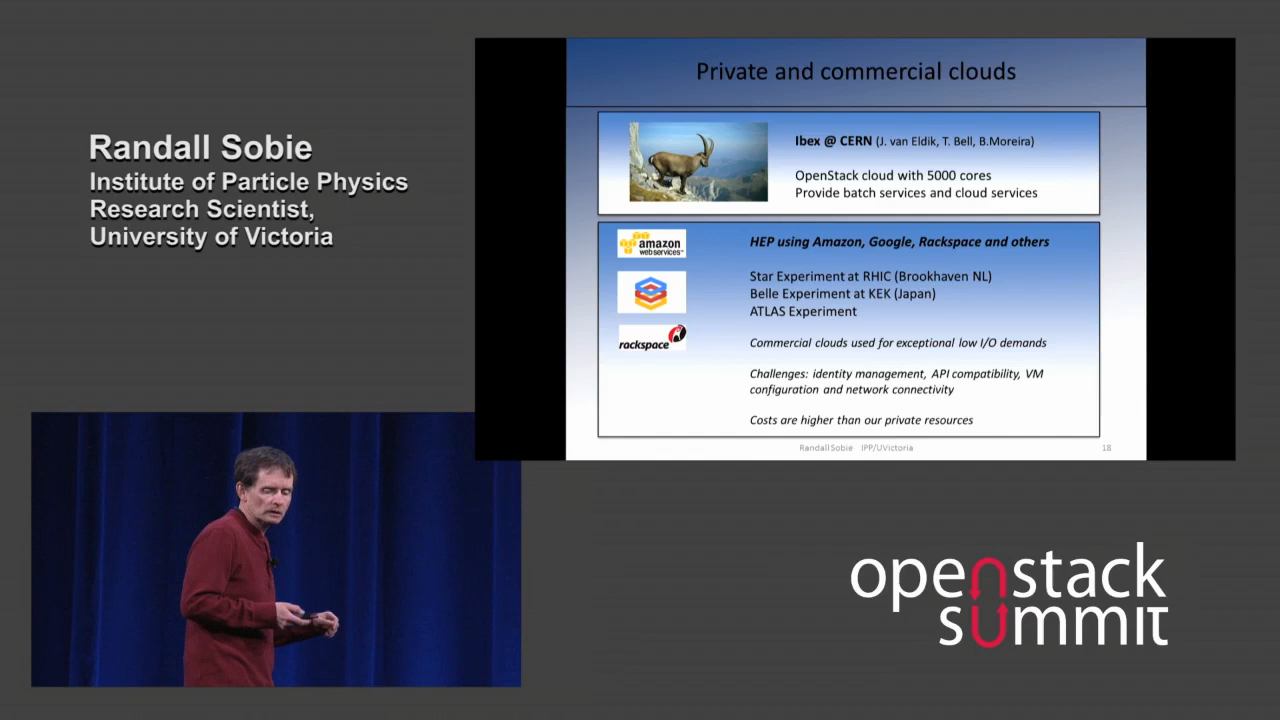 Randall Sobie
Institute of Particle Physics
Research Scientist,
University of Victoria
Private and commercial clouds
Ibex @ CERN (J. van Eldik, T. Bell, B.Moreira)
OpenStack cloud with 5000 cores
Provide batch services and cloud services
amazon
webservices™
HEP using Amazon, Google, Rackspace and others
Star Experiment at RHIC (Brookhaven NL)
Belle Experiment at KEK (Japan)
ATLAS Experiment
rackspace
Commercial clouds used for exceptional low I/O demands
Challenges: identity management, API compatibility, VM
configuration and network connectivity
Costs are higher than our private resources
Randall Sobie IPP/UVictoria
18
openstack
summit